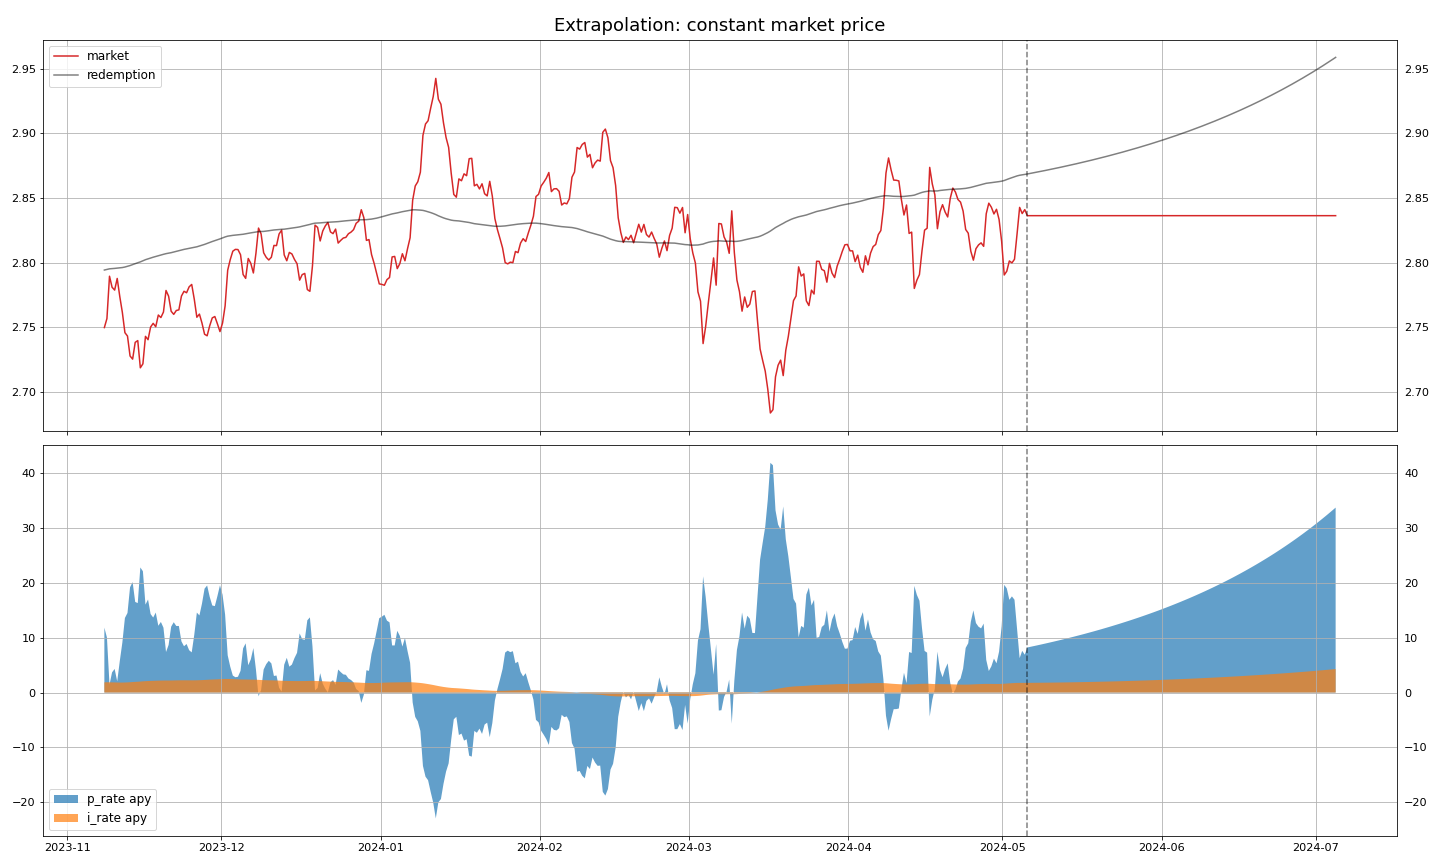 Extrapolation: constant market price
market
redemption
2.95 2.95
2.90 2.90
2.85 2.85
2.80 2.80
2.75 2.75
2.70 2.70
40 40
30 30
20 20
10 10
0 0
−10 −10
−20 −20
p_rate apy
i_rate apy
2023-11 2023-12 2024-01 2024-02 2024-03 2024-04 2024-05 2024-06 2024-07